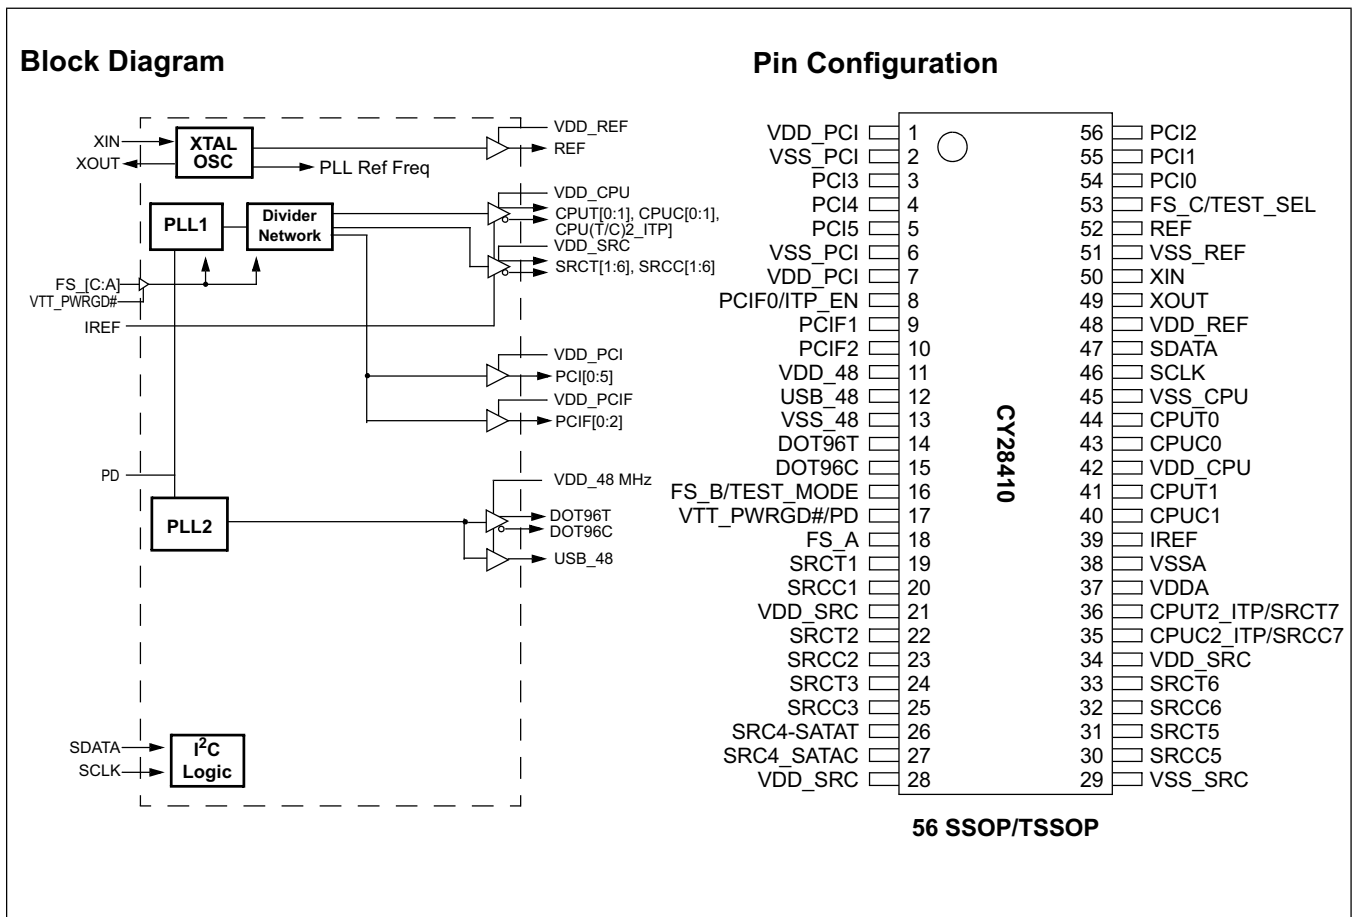 Block Diagram
XIN
XOUT
XTAL
OSC
VDD_REF
REF
PLL Ref Freq
PLL1
Divider
Network
VDD_CPU
CPUT[0:1], CPUC[0:1],
CPU(T/C)2_ITP]
VDD_SRC
SRCT[1:6], SRCC[1:6]
FS_[C:A]
VTT_PWRGD#
IREF
VDD_PCI
PCI[0:5]
VDD_PCIF
PCIF[0:2]
PD
PLL2
VDD_48 MHz
DOT96T
DOT96C
USB_48
SDATA
SCLK
I2C
Logic
Pin Configuration
VDD_PCI 1
VSS_PCI 2
PCI3 3
PCI4 4
PCI5 5
VSS_PCI 6
VDD_PCI 7
PCIF0/ITP_EN 8
PCIF1 9
PCIF2 10
VDD_48 11
USB_48 12
VSS_48 13
DOT96T 14
DOT96C 15
FS_B/TEST_MODE 16
VTT_PWRGD#/PD 17
FS_A 18
SRCT1 19
SRCC1 20
VDD_SRC 21
SRCT2 22
SRCC2 23
SRCT3 24
SRCC3 25
SRC4-SATAT 26
SRC4_SATAC 27
VDD_SRC 28
CY28410
56 PCI2
55 PCI1
54 PCI0
53 FS_C/TEST_SEL
52 REF
51 VSS_REF
50 XIN
49 XOUT
48 VDD_REF
47 SDATA
46 SCLK
45 VSS_CPU
44 CPUT0
43 CPUC0
42 VDD_CPU
41 CPUT1
40 CPUC1
39 IREF
38 VSSA
37 VDDA
36 CPUT2_ITP/SRCT7
35 CPUC2_ITP/SRCC7
34 VDD_SRC
33 SRCT6
32 SRCC6
31 SRCT5
30 SRCC5
29 VSS_SRC
56 SSOP/TSSOP